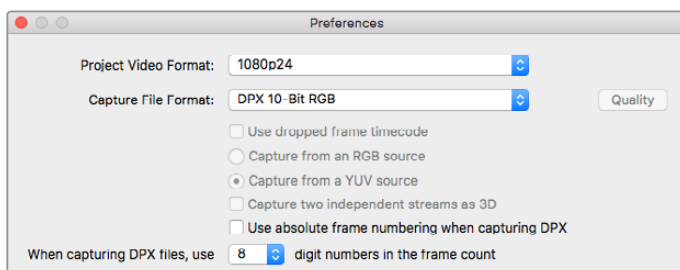 Preferences
Project Video Format: 1080p24
Capture File Format: DPX 10-Bit RGB Quality
Use dropped frame timecode
Capture from an RGB source
Capture from a YUV source
Capture two independent streams as 3D
Use absolute frame numbering when capturing DPX
When capturing DPX files, use 8 digit numbers in the frame count